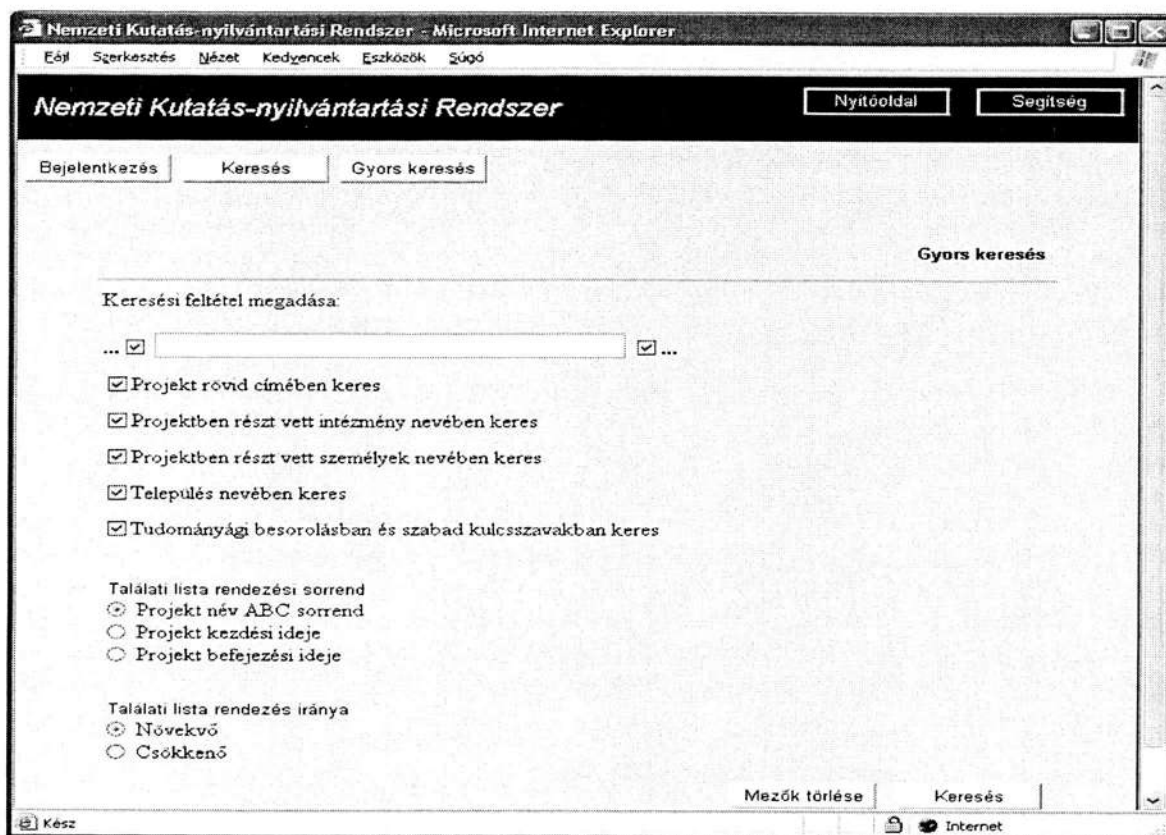 Nemzeti Kutatás-nyilvántartási Rendszer - Microsoft Internet Explorer
Fájl Szerkesztés Nézet Kedvencek Eszközök Súgó
Nemzeti Kutatás-nyilvántartási Rendszer Nyitóoldal Segítség
Bejelentkezés Keresés Gyors keresés
Gyors keresés
Keresési feltétel megadása:
... ...
Projekt rövid címében keres
Projektben részt vett intézmény nevében keres
Projektben részt vett személyek nevében keres
Település nevében keres
Tudományági besorolásban és szabad kulcsszavakban keres
Találati lista rendezési sorrend
Projekt név ABC sorrend
Projekt kezdési ideje
Projekt befejezési ideje
Találati lista rendezés iránya
Növekvő
Csökkenő
Mezők törlése Keresés
Kész Internet